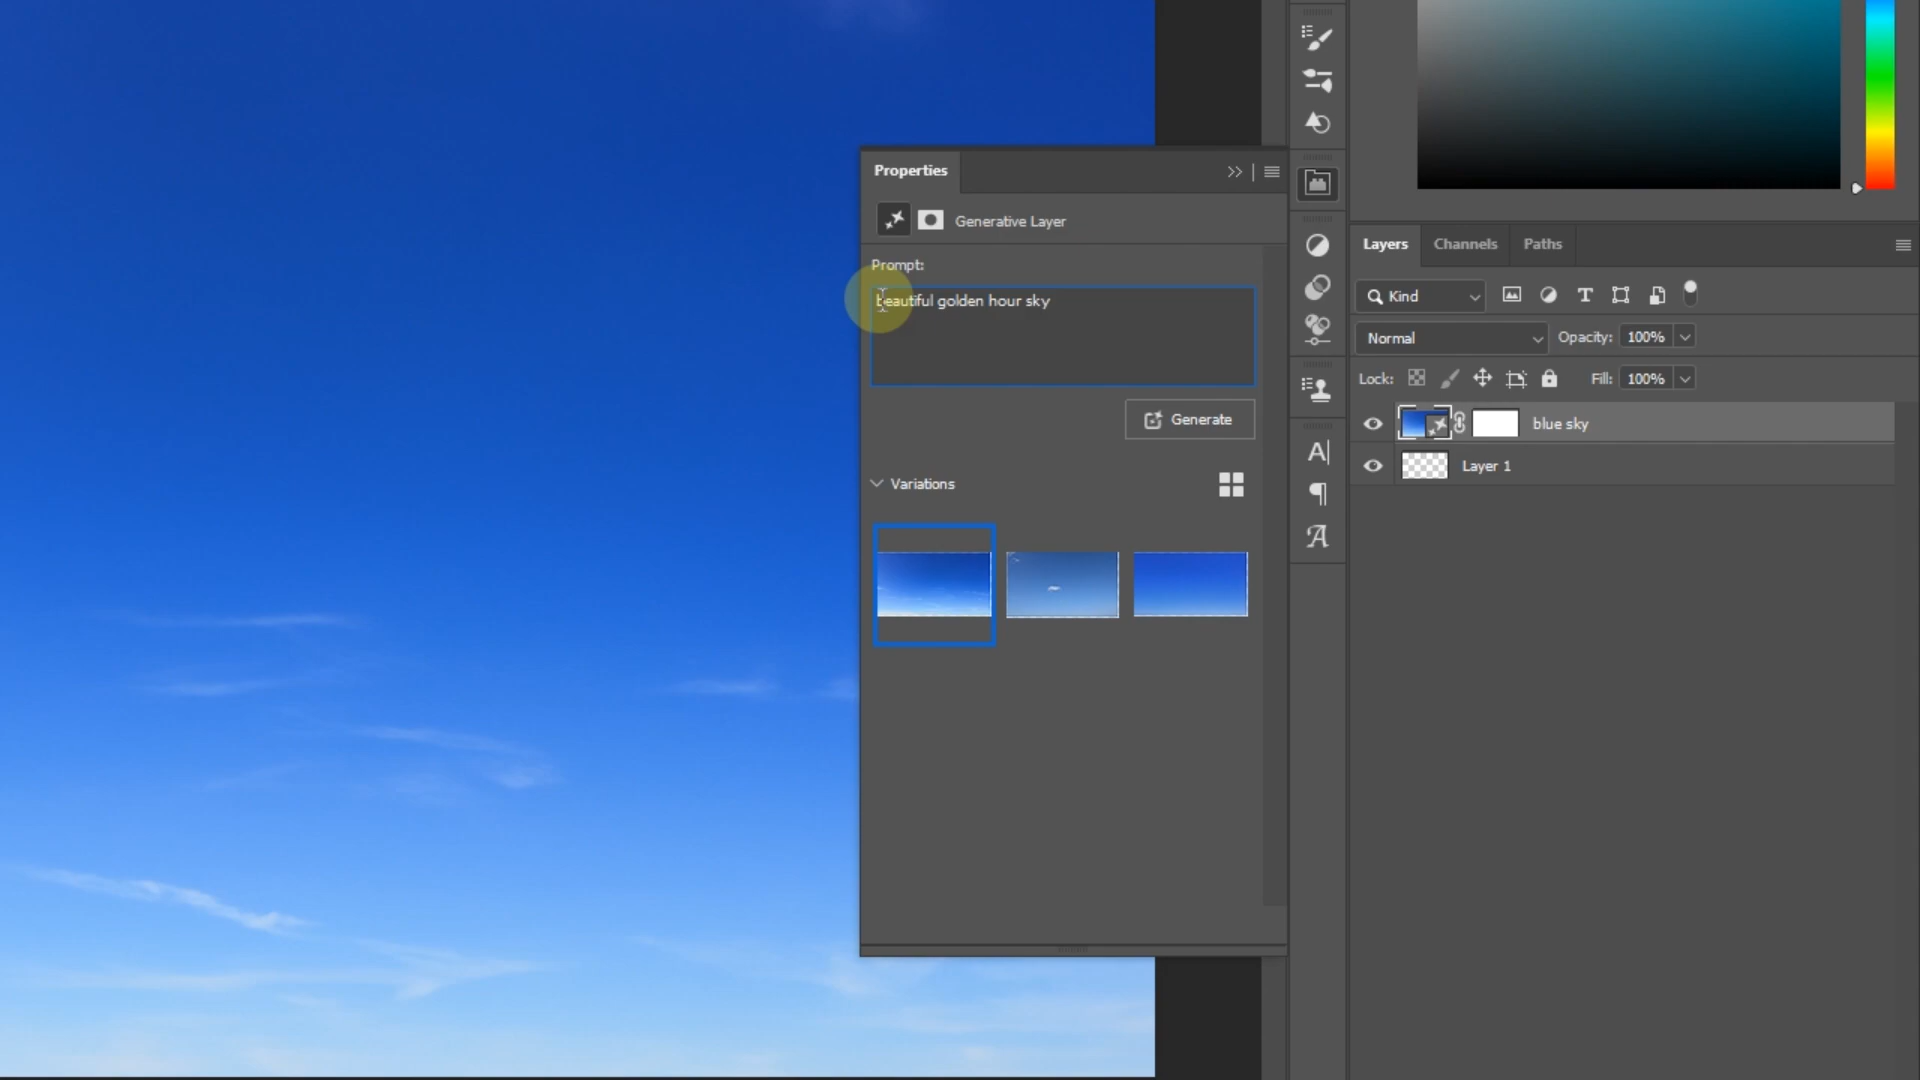 Properties
Generative Layer
Prompt:
beautiful golden hour sky
Generate
Variations
Layers Channels Paths
Kind
Normal Opacity: 100%
Lock: Fill: 100%
blue sky
Layer 1